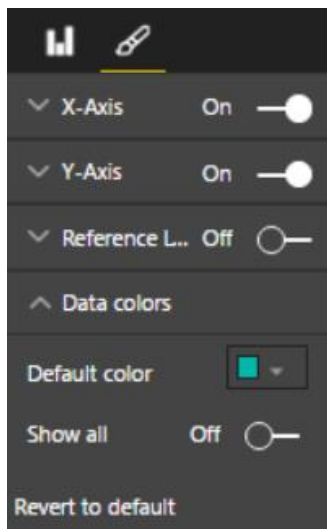 X-Axis On
Y-Axis On
Reference L... Off
Data colors
Default color
Show all Off
Revert to default